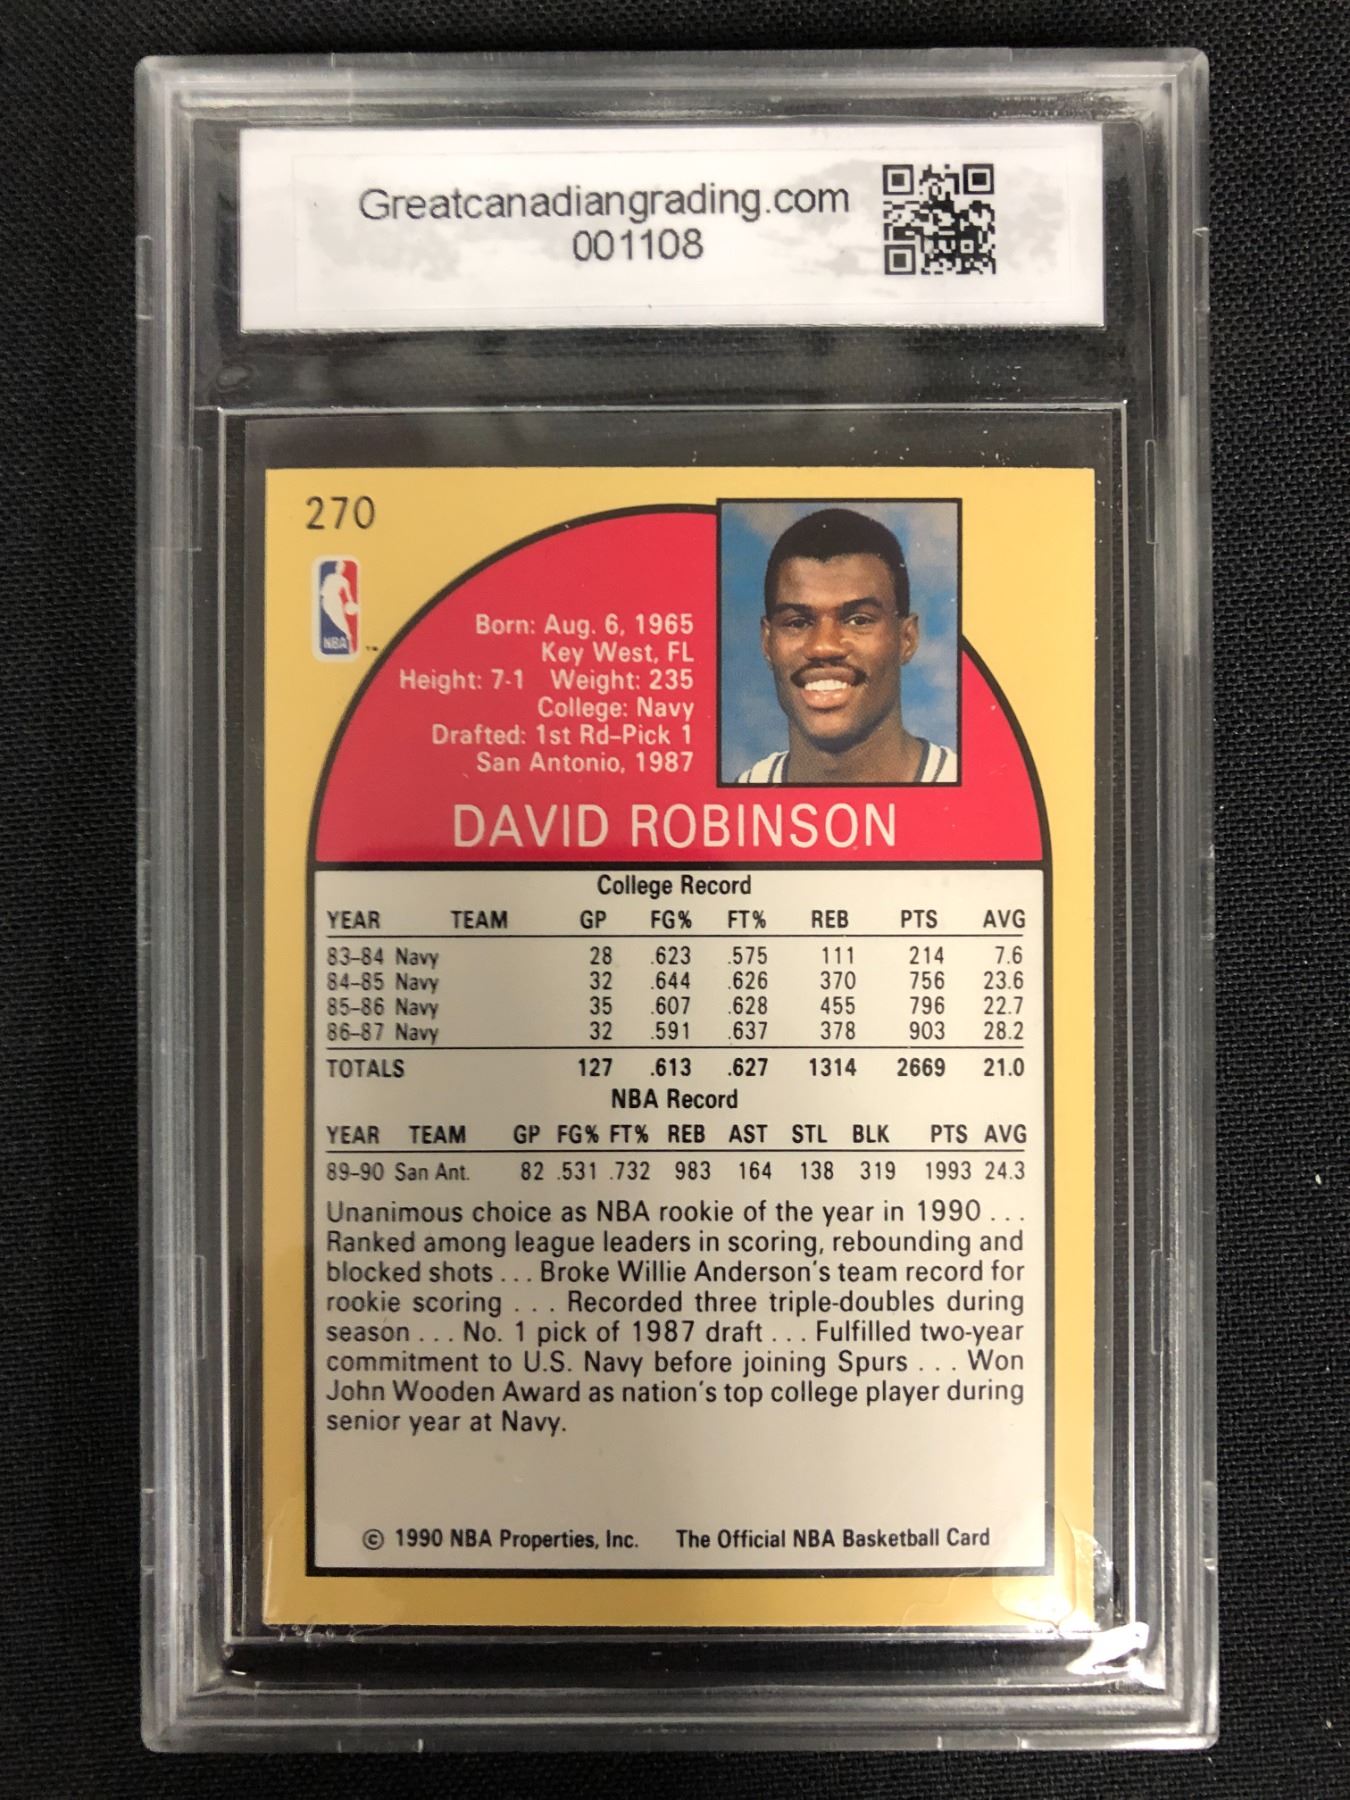 Greatcanadiangrading.com
001108
270
NBA
Born: Aug. 6, 1965
Key West, FL
Height: 7-1 Weight: 235
College: Navy
Drafted: 1st Rd–Pick 1
San Antonio, 1987
DAVID ROBINSON
College Record
YEAR TEAM GP FG% FT% REB PTS AVG
83–84 Navy 28 .623 .575 111 214 7.6
84–85 Navy 32 .644 .626 370 756 23.6
85–86 Navy 35 .607 .628 455 796 22.7
86–87 Navy 32 .591 .637 378 903 28.2
TOTALS 127 .613 .627 1314 2669 21.0
NBA Record
YEAR TEAM GP FG% FT% REB AST STL BLK PTS AVG
89–90 San Ant. 82 .531 .732 983 164 138 319 1993 24.3
Unanimous choice as NBA rookie of the year in 1990 . . .
Ranked among league leaders in scoring, rebounding and
blocked shots . . . Broke Willie Anderson's team record for
rookie scoring . . . Recorded three triple-doubles during
season . . . No. 1 pick of 1987 draft . . . Fulfilled two-year
commitment to U.S. Navy before joining Spurs . . . Won
John Wooden Award as nation's top college player during
senior year at Navy.
© 1990 NBA Properties, Inc. The Official NBA Basketball Card